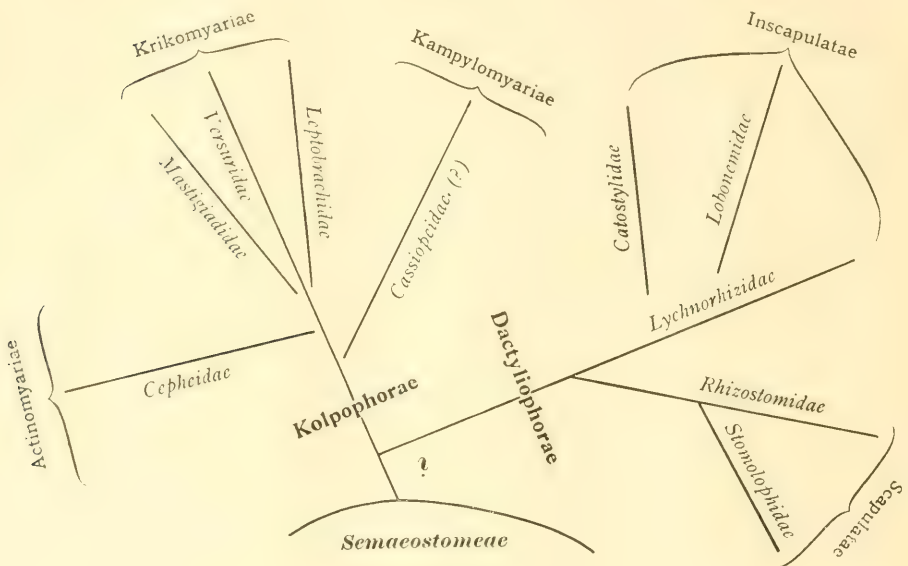 Krikomyariae
Kampylomyariae
Inscapulatae
Mastigiadidae
Versuridae
Leptobrachidae
Cassiopeidae (?)
Catostylidae
Lobonemidae
Lychnorhizidae
Actinomyariae
Cepheidae
Kolpophorae
Dactyliophorae
Rhizostomidae
Stomolophidae
Scapulatae
?
Semaeostomeae